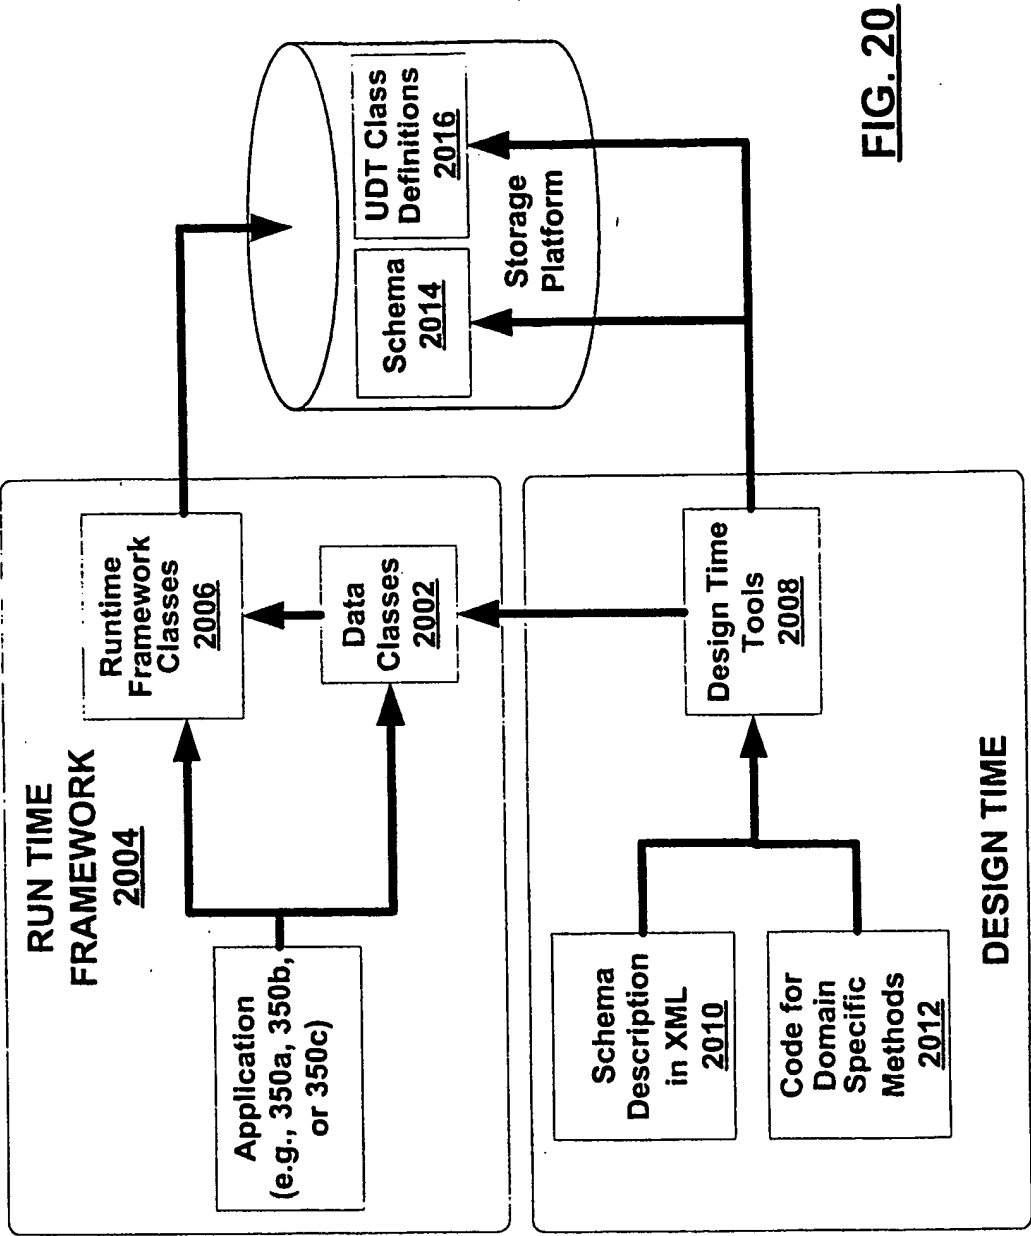 RUN TIME
FRAMEWORK
2004
Application
(e.g., 350a, 350b,
or 350c)
Runtime
Framework
Classes
2006
Data
Classes
2002
Schema
2014
UDT Class
Definitions
2016
Storage
Platform
Schema
Description
in XML
2010
Code for
Domain
Specific
Methods
2012
Design Time
Tools
2008
DESIGN TIME
FIG. 20